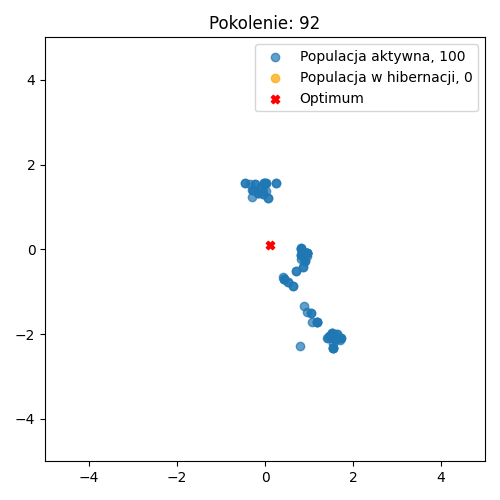 Pokolenie: 92
Populacja aktywna, 100
Populacja w hibernacji, 0
Optimum
4
2
0
−2
−4
−4 −2 0 2 4